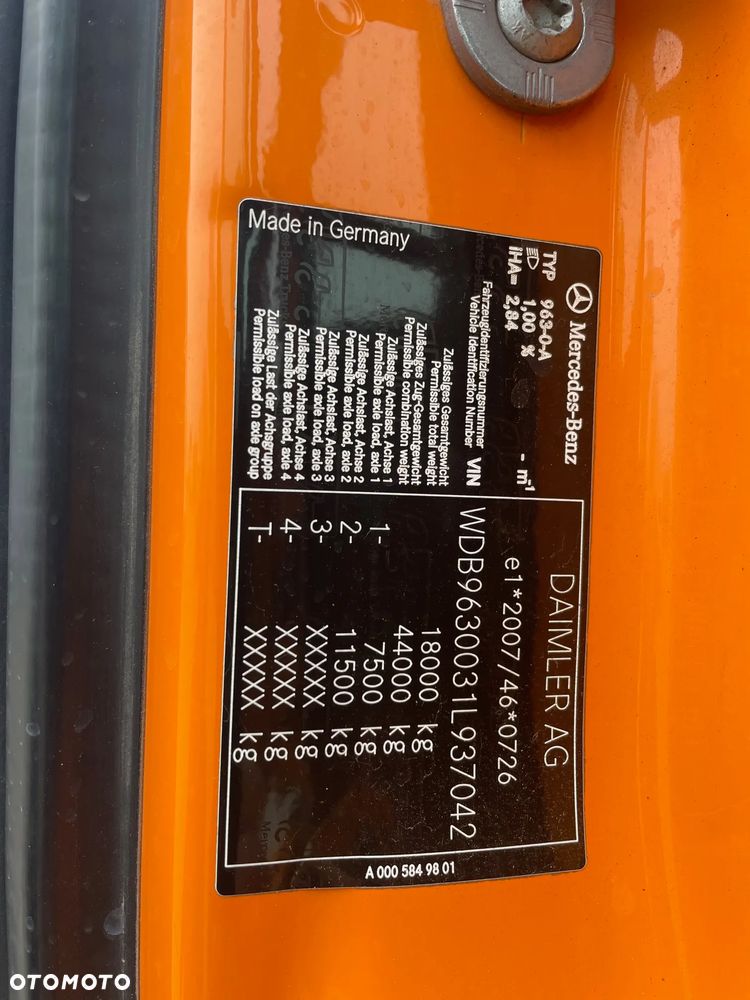 Mercedes-Benz
TYP 963-0-A
1,00 %
- m-1
IHA= 2,84
DAIMLER AG
e1*2007/46*0726
Fahrzeugidentifizierungsnummer
Vehicle Identification Number VIN WDB9630031L937042
Zulässiges Gesamtgewicht
Permissible total weight 18000 kg
Zulässiges Zug-Gesamtgewicht
Permissible combination weight 44000 kg
Zulässige Achslast, Achse 1
Permissible axle load, axle 1 1- 7500 kg
Zulässige Achslast, Achse 2
Permissible axle load, axle 2 2- 11500 kg
Zulässige Achslast, Achse 3
Permissible axle load, axle 3 3- XXXXX kg
Zulässige Achslast, Achse 4
Permissible axle load, axle 4 4- XXXXX kg
Zulässige Last der Achsgruppe
Permissible load on axle group T- XXXXX kg
Made in Germany
A 000 584 98 01
OTOMOTO